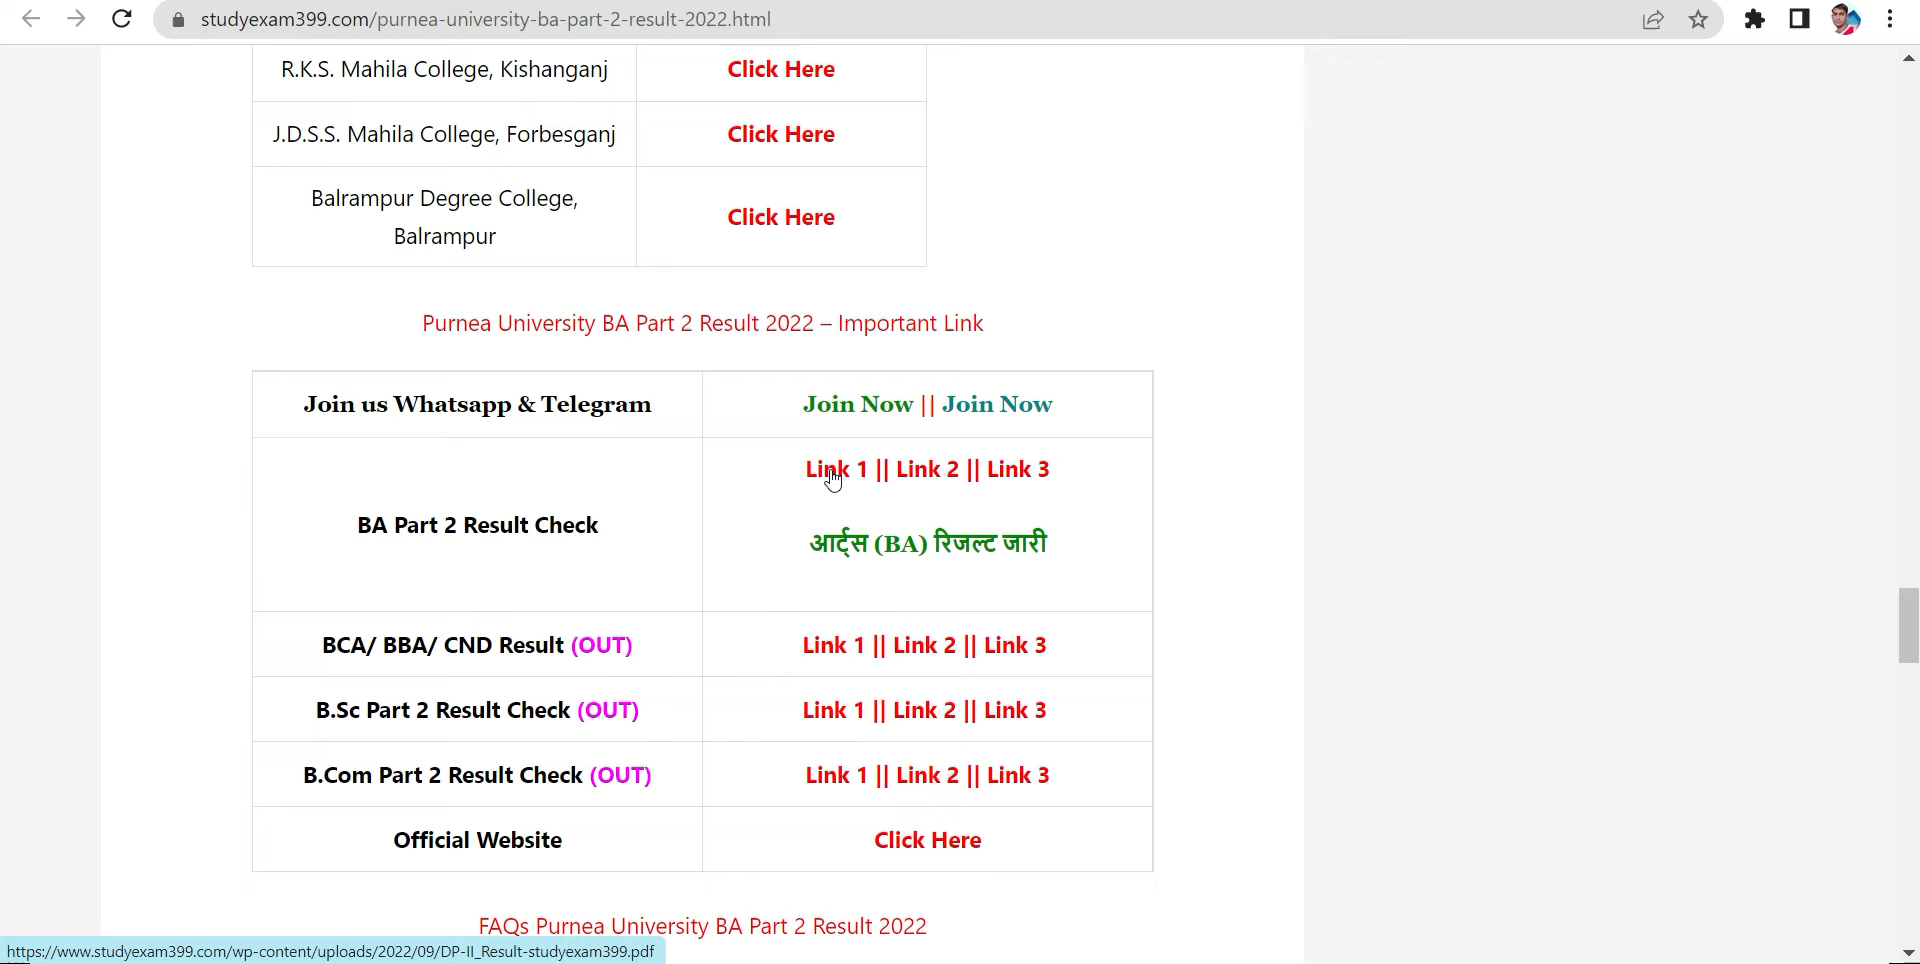 studyexam399.com/purnea-university-ba-part-2-result-2022.html
R.K.S. Mahila College, Kishanganj Click Here
J.D.S.S. Mahila College, Forbesganj Click Here
Balrampur Degree College,
Balrampur Click Here
Purnea University BA Part 2 Result 2022 – Important Link
Join us Whatsapp & Telegram Join Now || Join Now
BA Part 2 Result Check Link 1 || Link 2 || Link 3
आर्ट्स (BA) रिजल्ट जारी
BCA/ BBA/ CND Result (OUT) Link 1 || Link 2 || Link 3
B.Sc Part 2 Result Check (OUT) Link 1 || Link 2 || Link 3
B.Com Part 2 Result Check (OUT) Link 1 || Link 2 || Link 3
Official Website Click Here
FAQs Purnea University BA Part 2 Result 2022
https://www.studyexam399.com/wp-content/uploads/2022/09/DP-II_Result-studyexam399.pdf